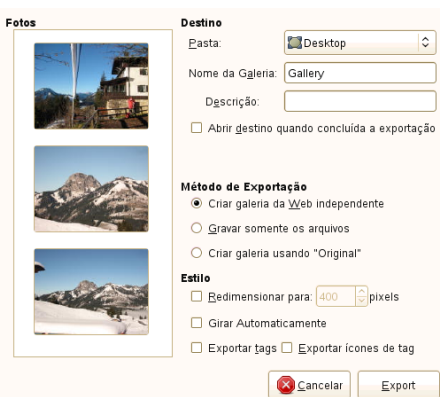 Fotos
Destino
Pasta: Desktop
Nome da Galeria: Gallery
Descrição:
Abrir destino quando concluída a exportação
Método de Exportação
Criar galeria da Web independente
Gravar somente os arquivos
Criar galeria usando "Original"
Estilo
Redimensionar para: 400 pixels
Girar Automaticamente
Exportar tags Exportar ícones de tag
Cancelar Export